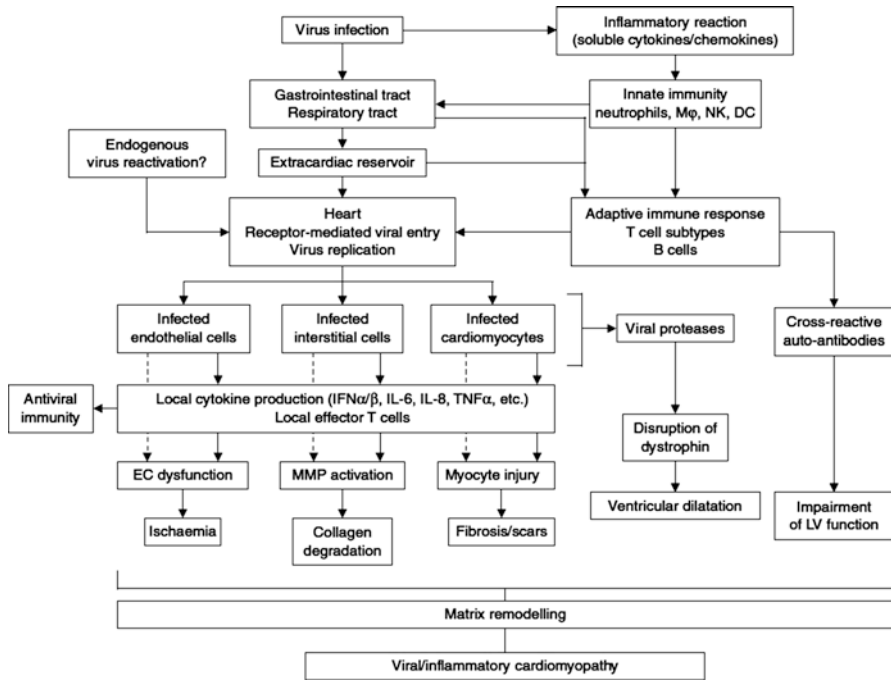 Virus infection
Inflammatory reaction
(soluble cytokines/chemokines)
Gastrointestinal tract
Respiratory tract
Innate immunity
neutrophils, Mφ, NK, DC
Endogenous
virus reactivation?
Extracardiac reservoir
Heart
Receptor-mediated viral entry
Virus replication
Adaptive immune response
T cell subtypes
B cells
Infected
endothelial cells
Infected
interstitial cells
Infected
cardiomyocytes
Viral proteases
Cross-reactive
auto-antibodies
Antiviral
immunity
Local cytokine production (IFNα/β, IL-6, IL-8, TNFα, etc.)
Local effector T cells
Disruption of
dystrophin
EC dysfunction
MMP activation
Myocyte injury
Ventricular dilatation
Impairment
of LV function
Ischaemia
Collagen
degradation
Fibrosis/scars
Matrix remodelling
Viral/inflammatory cardiomyopathy